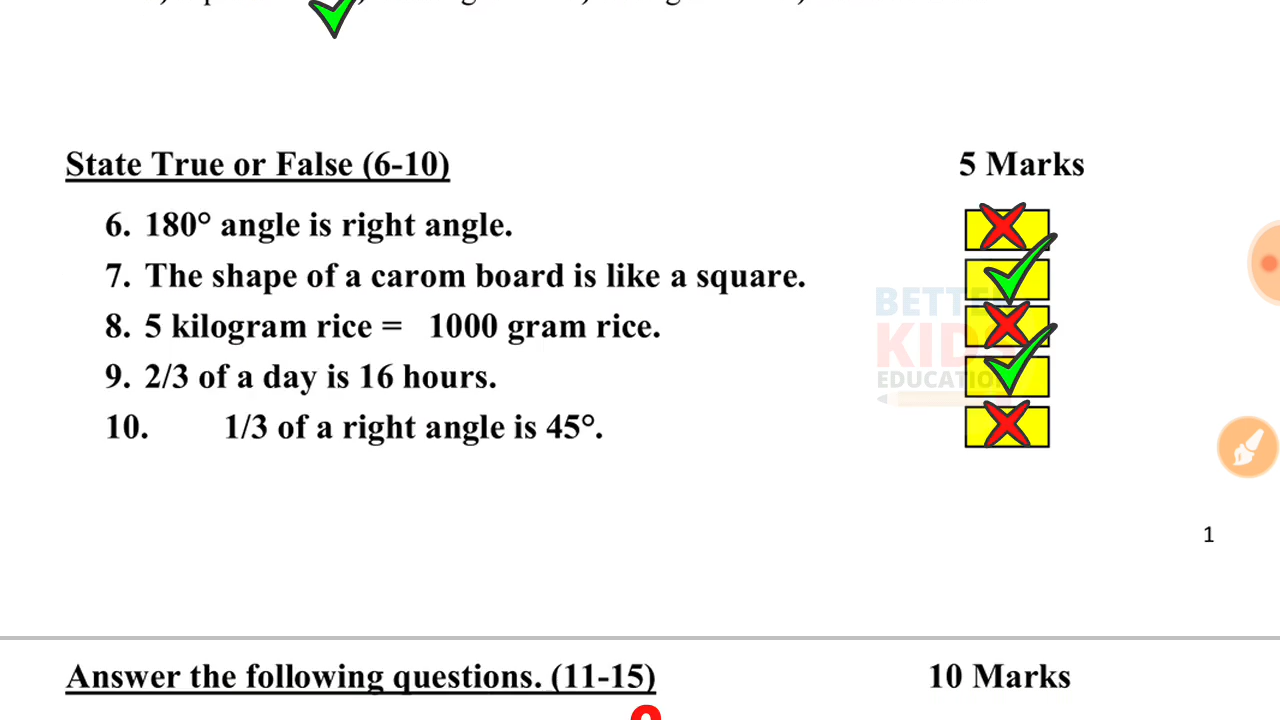 State True or False (6-10) 5 Marks
6. 180° angle is right angle.
7. The shape of a carom board is like a square.
8. 5 kilogram rice = 1000 gram rice.
9. 2/3 of a day is 16 hours.
10. 1/3 of a right angle is 45°.
KIDS
EDUCATION
1
Answer the following questions. (11-15) 10 Marks